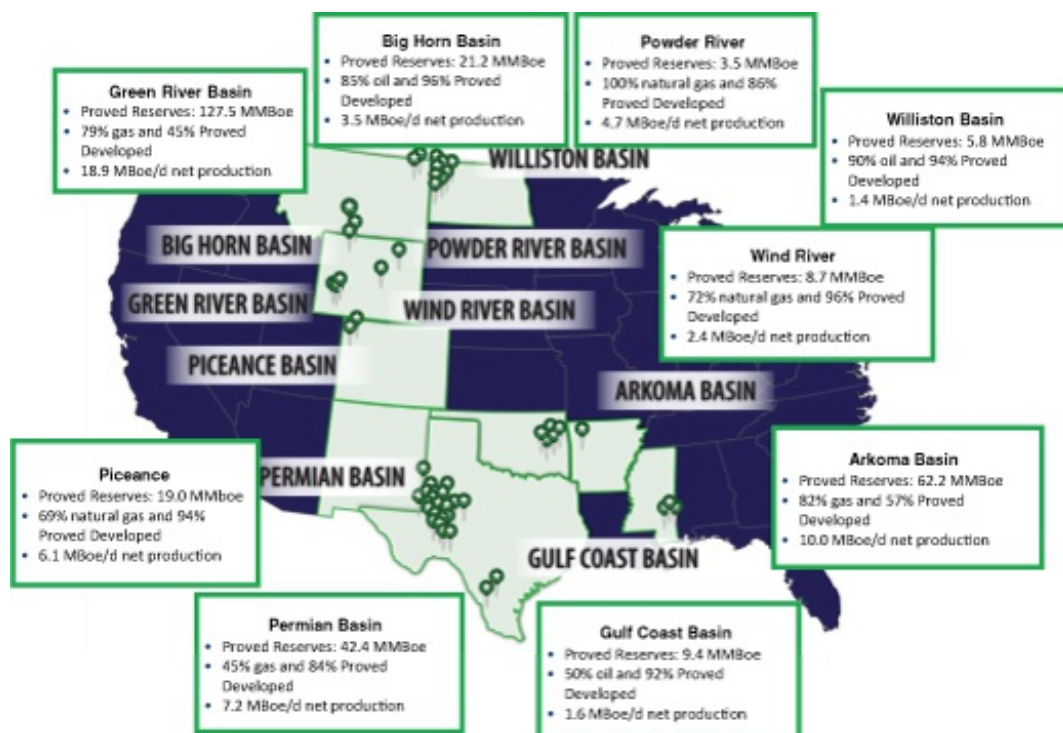 Big Horn Basin
• Proved Reserves: 21.2 MMBoe
• 85% oil and 96% Proved
Developed
• 3.5 MBoe/d net production
Powder River
• Proved Reserves: 3.5 MMBoe
• 100% natural gas and 86%
Proved Developed
• 4.7 MBoe/d net production
Green River Basin
• Proved Reserves: 127.5 MMBoe
• 79% gas and 45% Proved
Developed
• 18.9 MBoe/d net production
Williston Basin
• Proved Reserves: 5.8 MMBoe
• 90% oil and 94% Proved
Developed
• 1.4 MBoe/d net production
WILLISTON BASIN
BIG HORN BASIN
POWDER RIVER BASIN
Wind River
• Proved Reserves: 8.7 MMBoe
• 72% natural gas and 96% Proved
Developed
• 2.4 MBoe/d net production
GREEN RIVER BASIN
WIND RIVER BASIN
PICEANCE BASIN
ARKOMA BASIN
Piceance
• Proved Reserves: 19.0 MMboe
• 69% natural gas and 94%
Proved Developed
• 6.1 MBoe/d net production
PERMIAN BASIN
Arkoma Basin
• Proved Reserves: 62.2 MMBoe
• 82% gas and 57% Proved
Developed
• 10.0 MBoe/d net production
GULF COAST BASIN
Permian Basin
• Proved Reserves: 42.4 MMBoe
• 45% gas and 84% Proved
Developed
• 7.2 MBoe/d net production
Gulf Coast Basin
• Proved Reserves: 9.4 MMBoe
• 50% oil and 92% Proved
Developed
• 1.6 MBoe/d net production